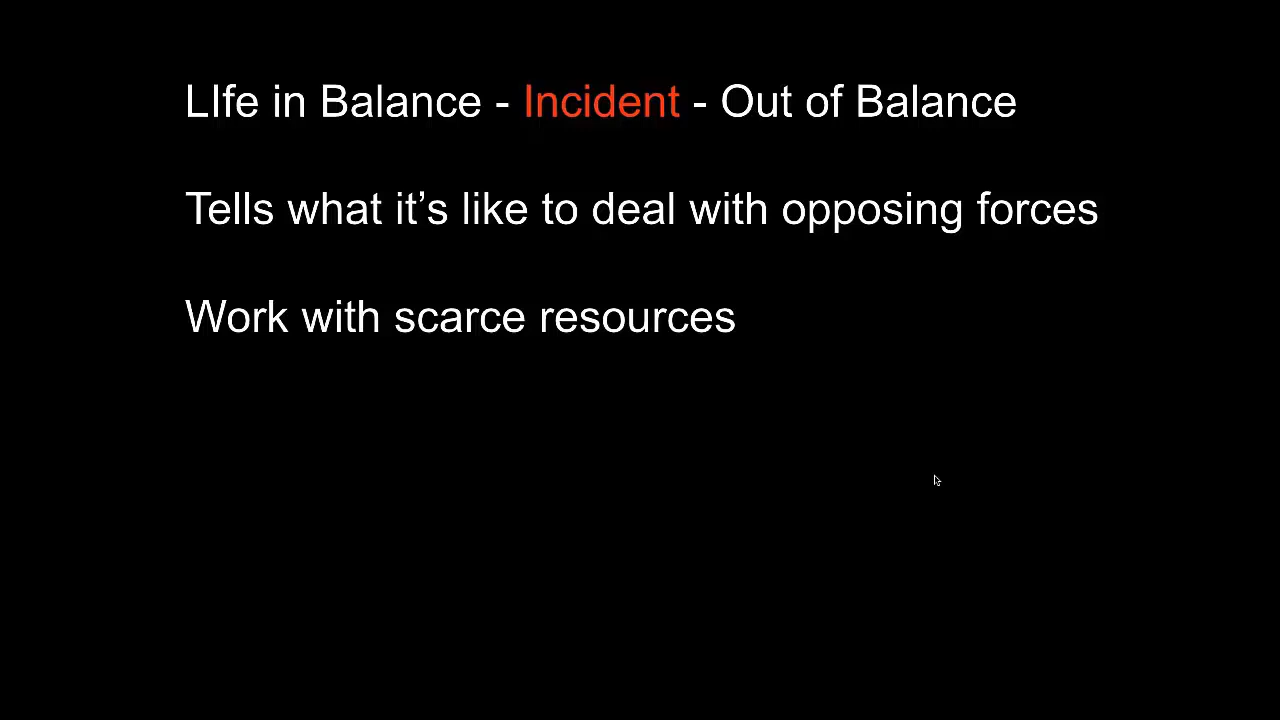 LIfe in Balance - Incident - Out of Balance
Tells what it’s like to deal with opposing forces
Work with scarce resources